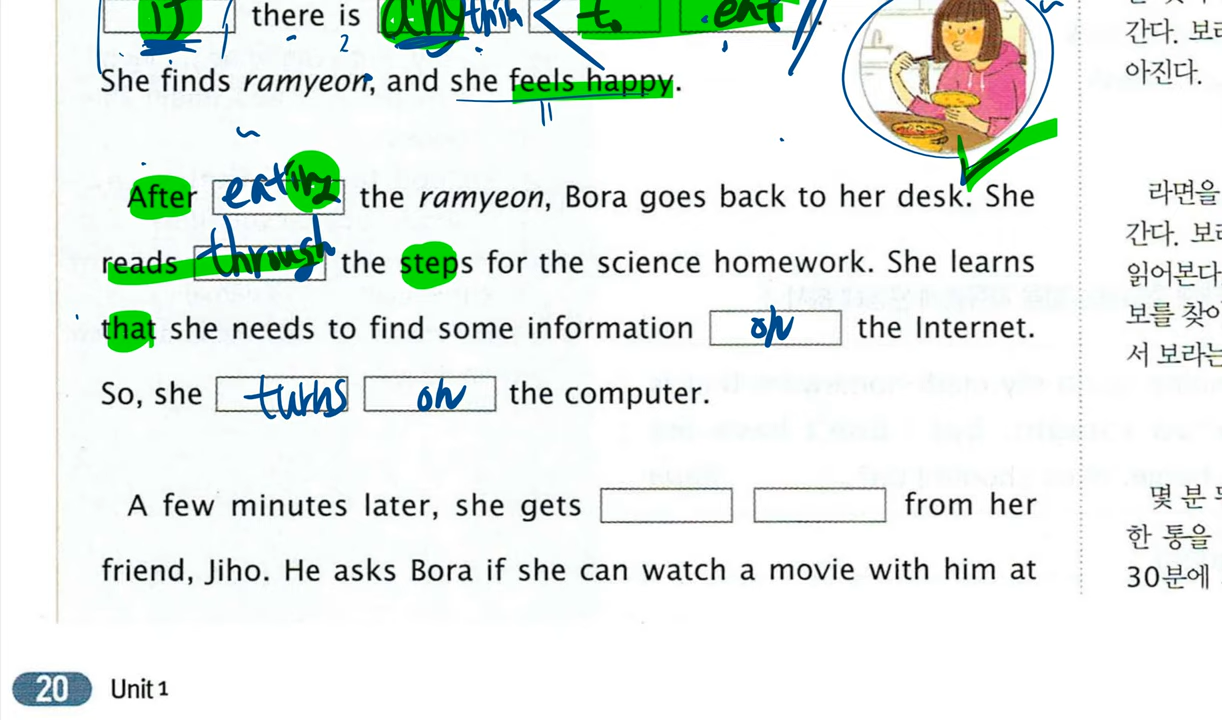 if there is anything to eat
She finds ramyeon, and she feels happy.
After eating the ramyeon, Bora goes back to her desk. She
reads through the steps for the science homework. She learns
that she needs to find some information on the Internet.
So, she turns on the computer.
A few minutes later, she gets from her
friend, Jiho. He asks Bora if she can watch a movie with him at
20 Unit 1
간다.
아진다.
라면을
간다. 보라
읽어본다
보를 찾아
서 보라는
몇 분
한 통을
30분에